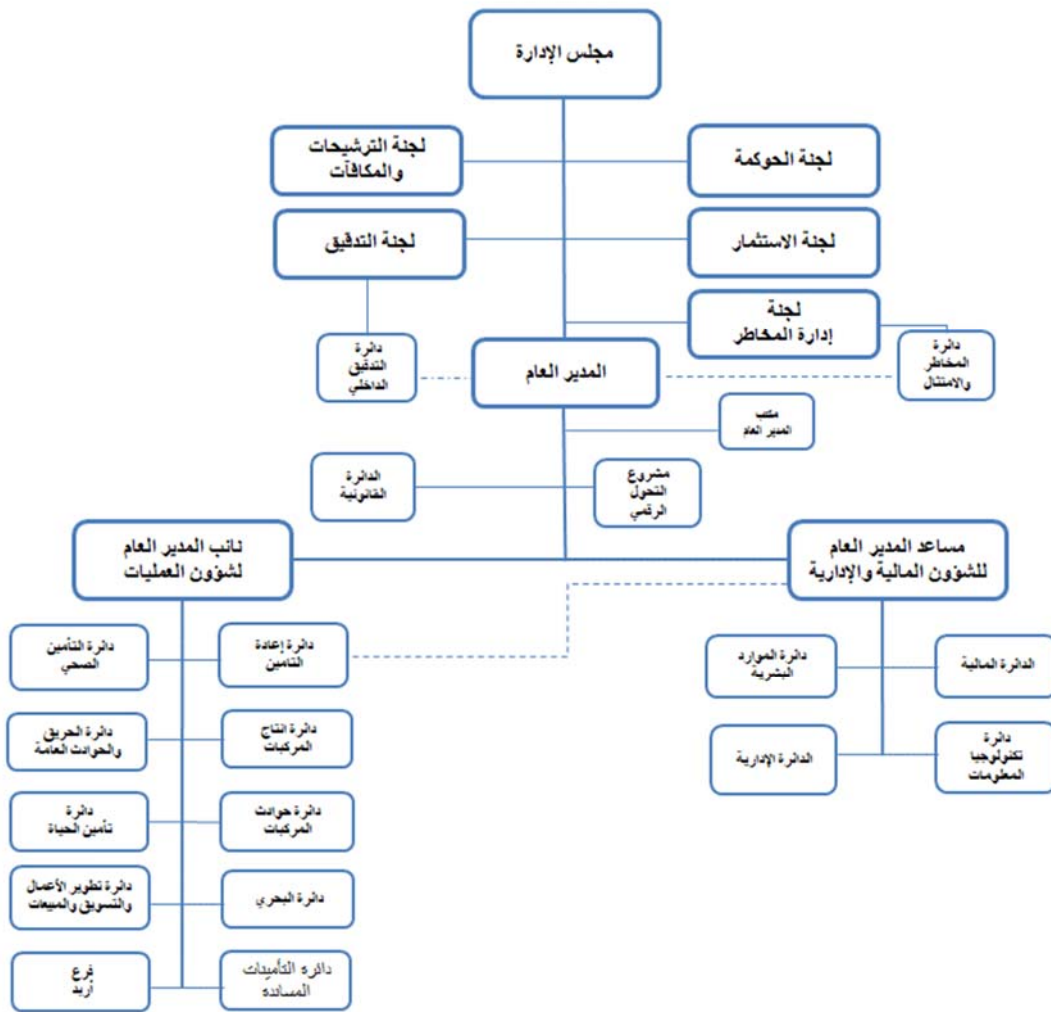 مجلس الإدارة
لجنة الحوكمة
لجنة الترشيحات
والمكافآت
لجنة الاستثمار
لجنة التدقيق
لجنة
إدارة المخاطر
دائرة
المخاطر
والامتثال
المدير العام
دائرة
التدقيق
الداخلي
مكتب
المدير العام
مشروع
التحول
الرقمي
الدائرة
القانونية
مساعد المدير العام
للشؤون المالية والإدارية
نائب المدير العام
لشؤون العمليات
الدائرة المالية
دائرة الموارد
البشرية
دائرة
تكنولوجيا
المعلومات
الدائرة الإدارية
دائرة إعادة
التامين
دائرة التأمين
الصحي
دائرة انتاج
المركبات
دائرة الحريق
والحوادث العامة
دائرة حوادث
المركبات
دائرة
تأمين الحياة
دائرة البحري
دائرة تطوير الأعمال
والتسويق والمبيعات
دائرة التأمينات
المساندة
فرع
أربد